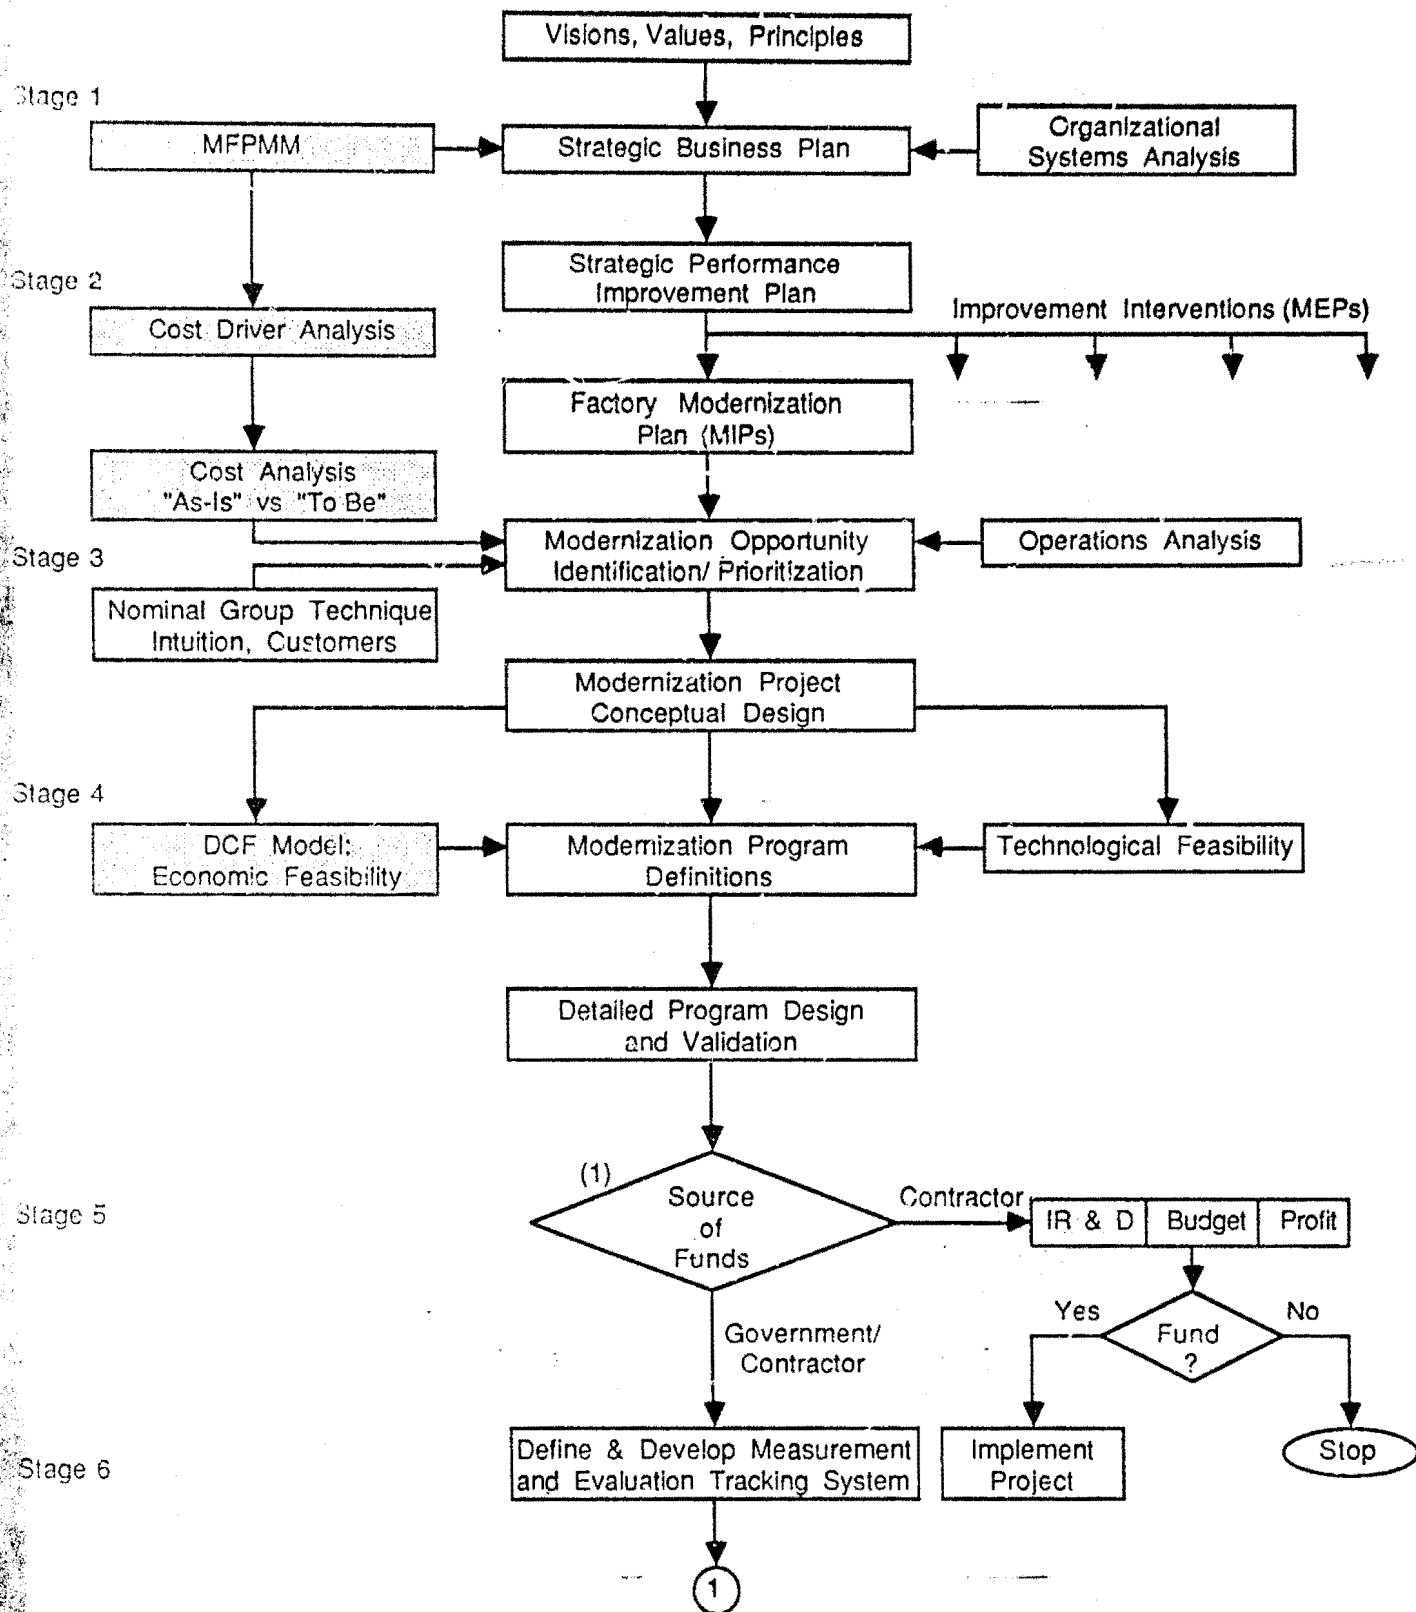 Visions, Values, Principles
Stage 1
MFPMM
Strategic Business Plan
Organizational
Systems Analysis
Stage 2
Strategic Performance
Improvement Plan
Improvement Interventions (MEPs)
Cost Driver Analysis
Factory Modernization
Plan (MIPs)
Cost Analysis
"As-Is" vs "To Be"
Stage 3
Modernization Opportunity
Identification/ Prioritization
Operations Analysis
Nominal Group Technique
Intuition, Customers
Modernization Project
Conceptual Design
Stage 4
DCF Model:
Economic Feasibility
Modernization Program
Definitions
Technological Feasibility
Detailed Program Design
and Validation
Stage 5
(1)
Source
of
Funds
Contractor
IR & D
Budget
Profit
Yes
Fund
?
No
Government/
Contractor
Stage 6
Define & Develop Measurement
and Evaluation Tracking System
Implement
Project
Stop
1